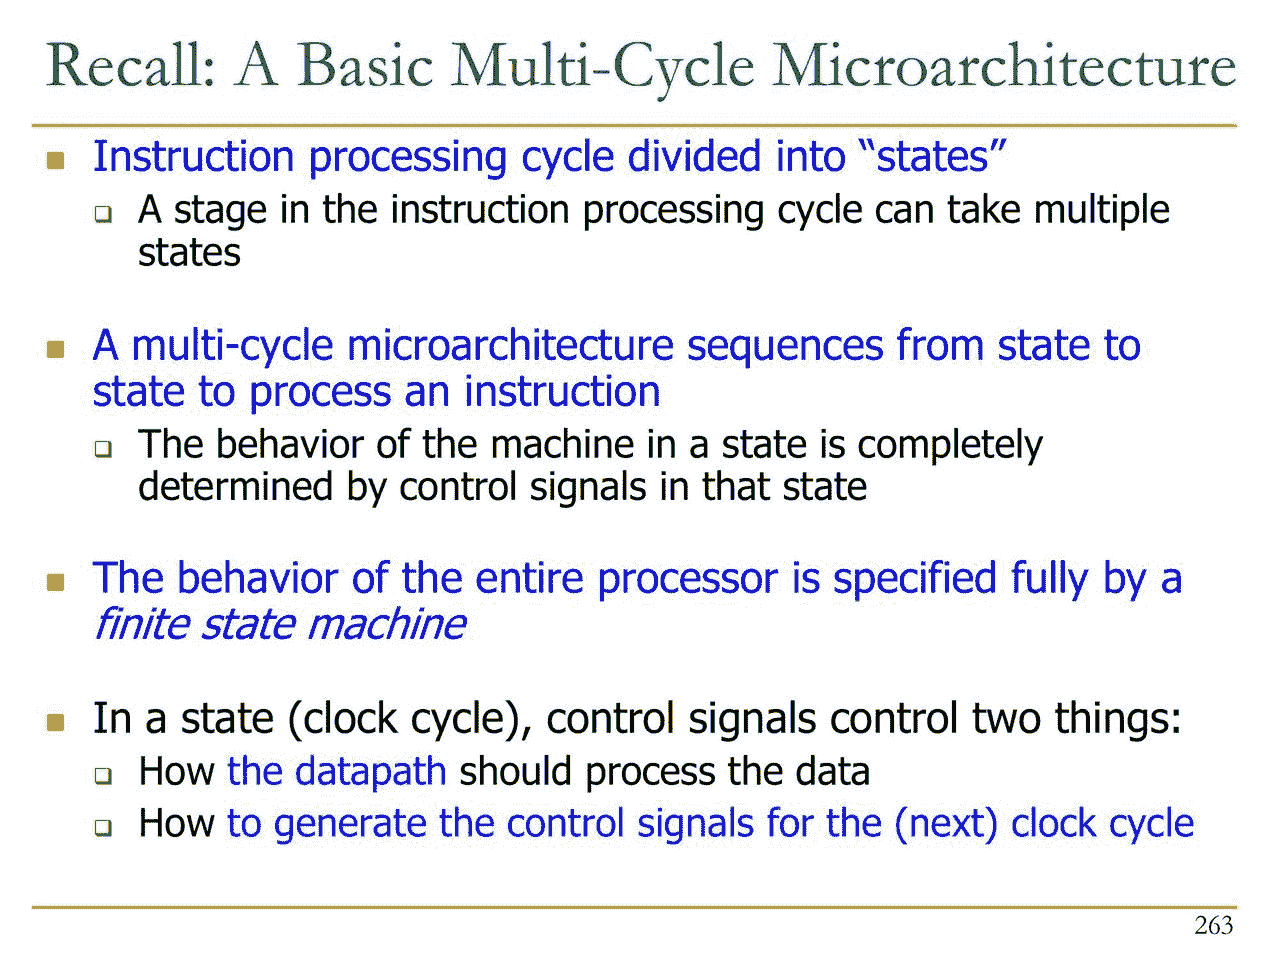 Recall: A Basic Multi-Cycle Microarchitecture
Instruction processing cycle divided into “states”
A stage in the instruction processing cycle can take multiple
states
A multi-cycle microarchitecture sequences from state to
state to process an instruction
The behavior of the machine in a state is completely
determined by control signals in that state
The behavior of the entire processor is specified fully by a
finite state machine
In a state (clock cycle), control signals control two things:
How the datapath should process the data
How to generate the control signals for the (next) clock cycle
263